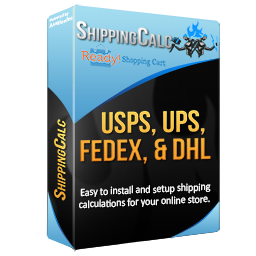 SHIPPINGCALC
Ready! Shopping Cart
USPS, UPS,
FEDEX, & DHL
Easy to install and setup shipping
calculations for your online store.
SHIPPINGCALC